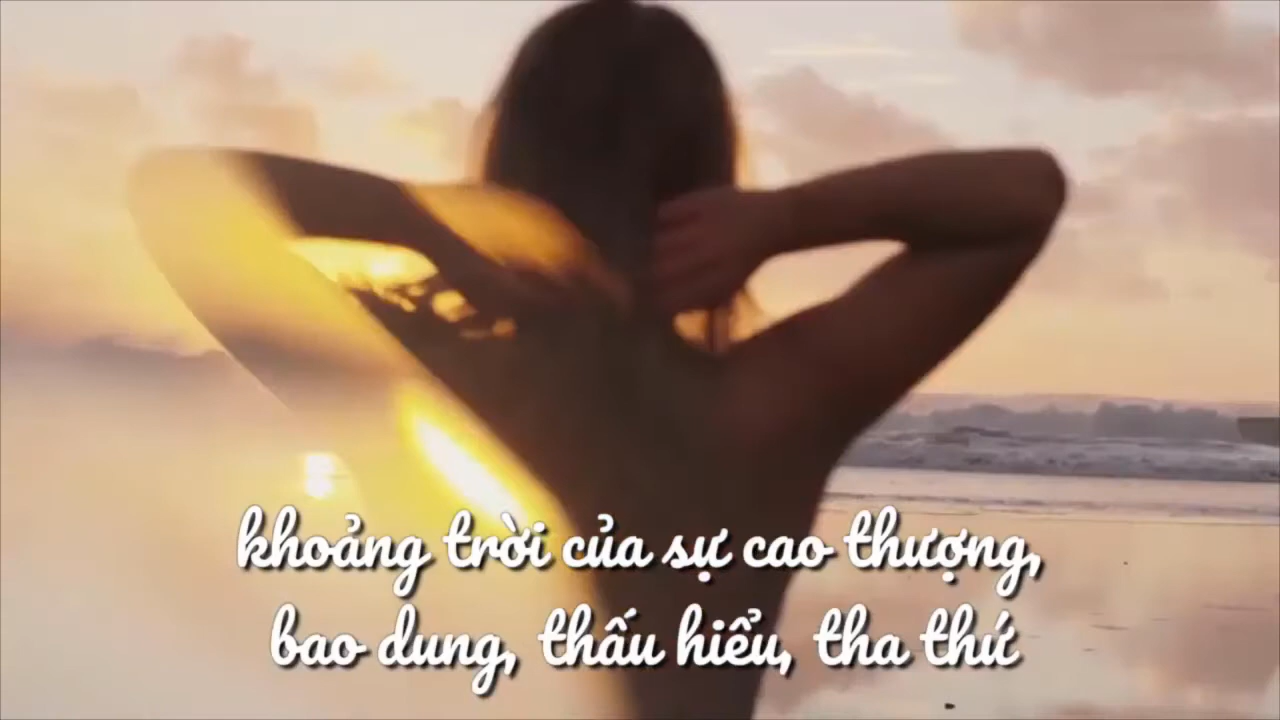 khoảng trời của sự cao thượng,
bao dung, thấu hiểu, tha thứ